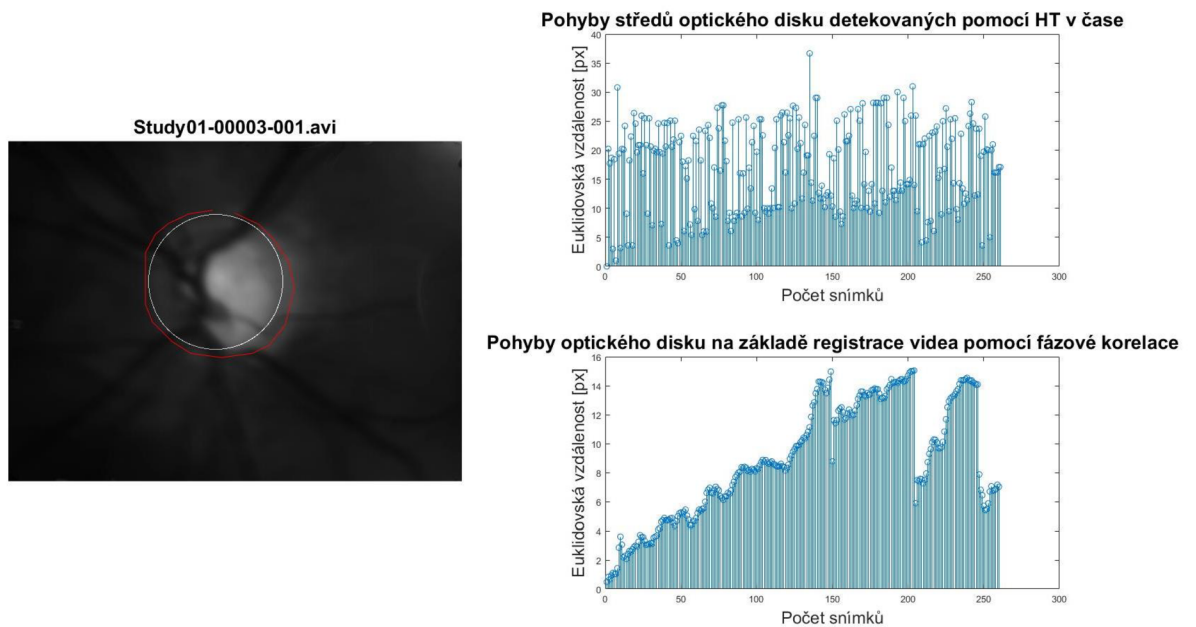 Study01-00003-001.avi
Pohyby středů optického disku detekovaných pomocí HT v čase
Euklidovská vzdálenost [px]
40
35
30
25
20
15
10
5
0
0 50 100 150 200 250 300
Počet snímků
Pohyby optického disku na základě registrace videa pomocí fázové korelace
Euklidovská vzdálenost [px]
16
14
12
10
8
6
4
2
0
0 50 100 150 200 250 300
Počet snímků